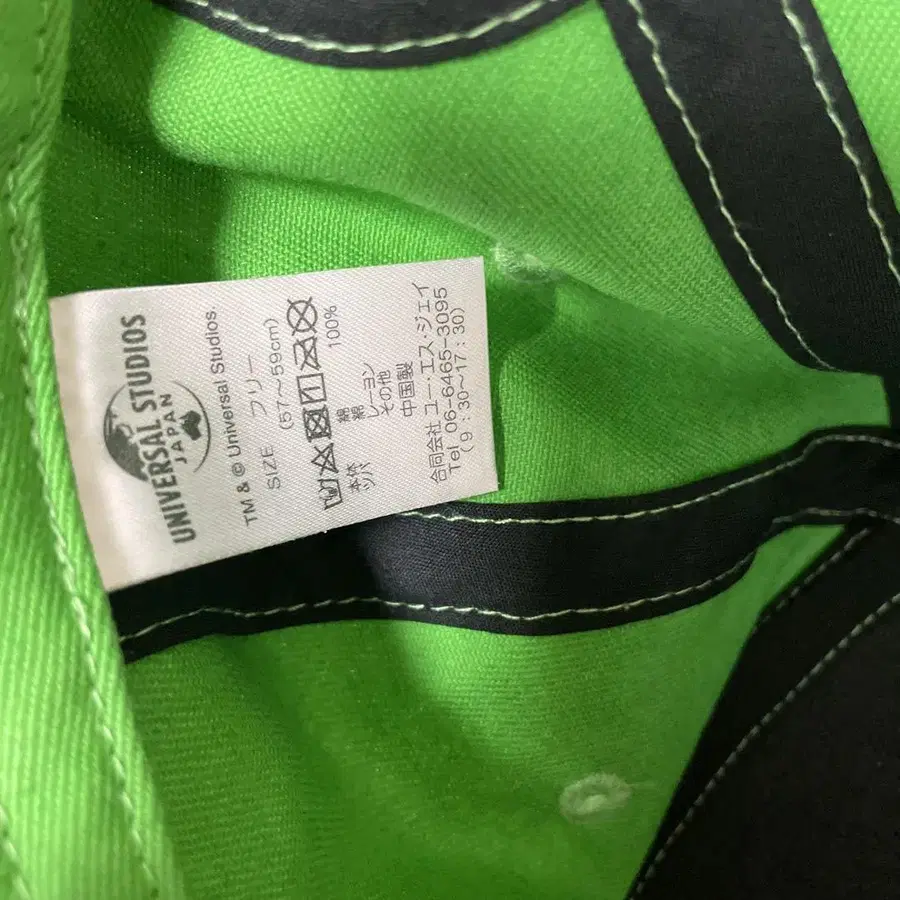 UNIVERSAL STUDIOS
JAPAN
TM & © Universal Studios.
SIZE フリー
(57～59cm)
本体 綿 100%
ツバ 綿
レーヨン
その他
中国製
合同会社 ユー・エス・ジェイ
Tel 06-6465-3095
(9:30～17:30)